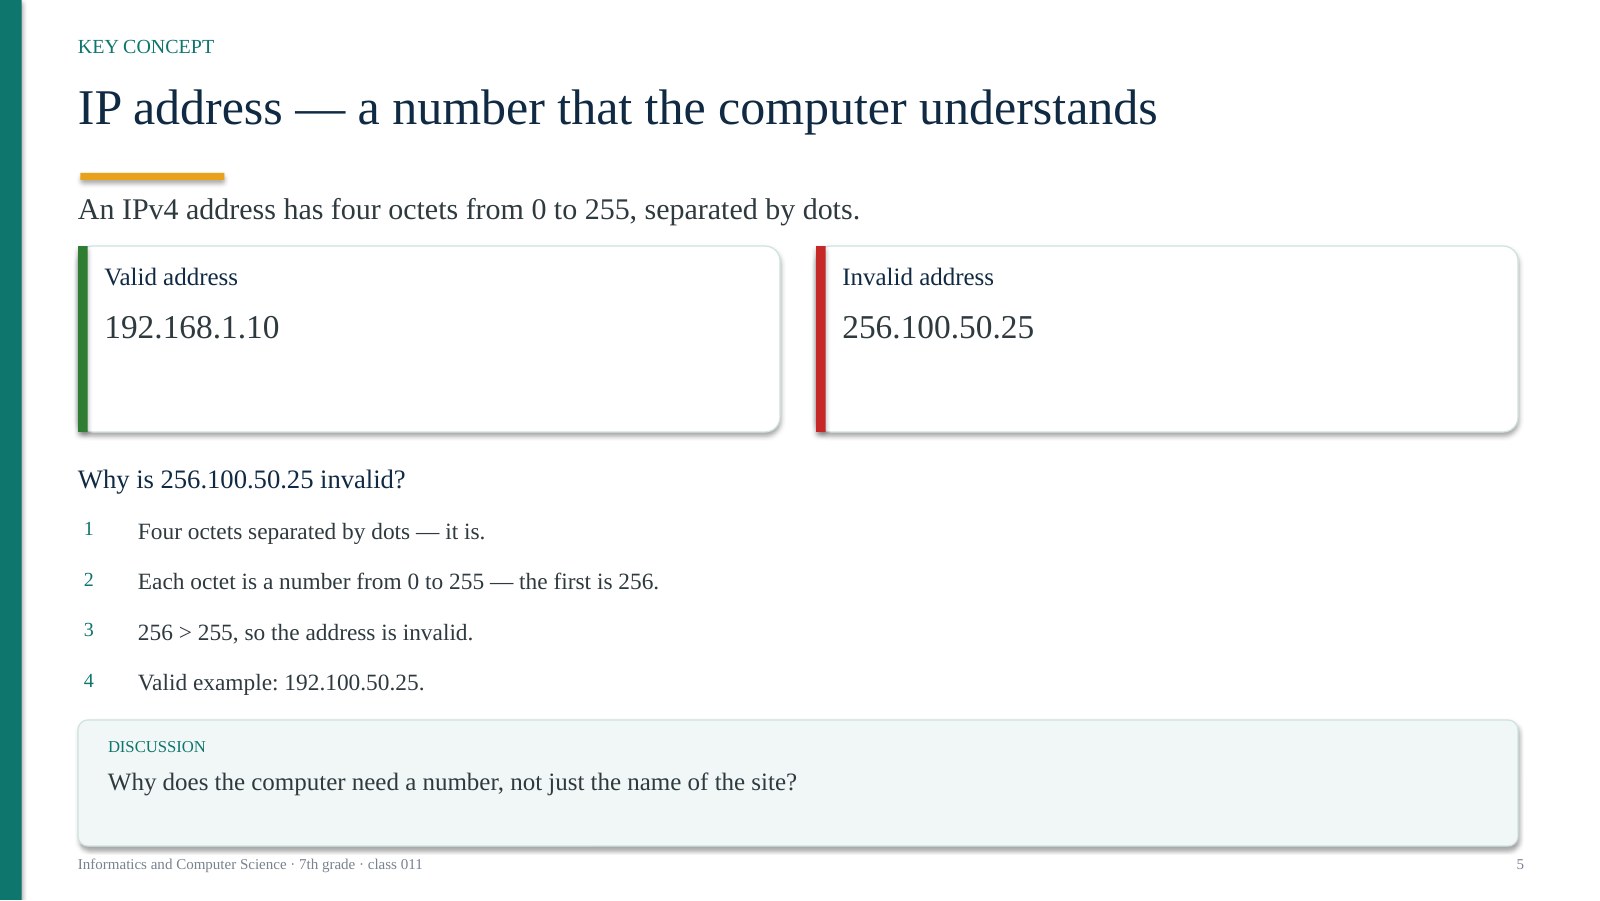 KEY CONCEPT
IP address — a number that the computer understands
An IPv4 address has four octets from 0 to 255, separated by dots.
Valid address
192.168.1.10
Invalid address
256.100.50.25
Why is 256.100.50.25 invalid?
1 Four octets separated by dots — it is.
2 Each octet is a number from 0 to 255 — the first is 256.
3 256 > 255, so the address is invalid.
4 Valid example: 192.100.50.25.
DISCUSSION
Why does the computer need a number, not just the name of the site?
Informatics and Computer Science · 7th grade · class 011 5